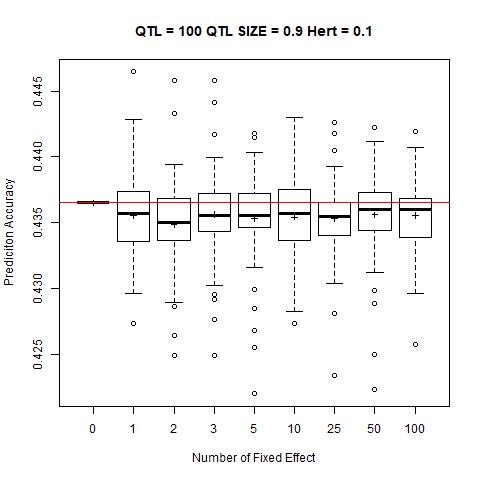 QTL = 100 QTL SIZE = 0.9 Hert = 0.1
Prediciton Accuracy
0.445
0.440
0.435
0.430
0.425
0 1 2 3 5 10 25 50 100
Number of Fixed Effect